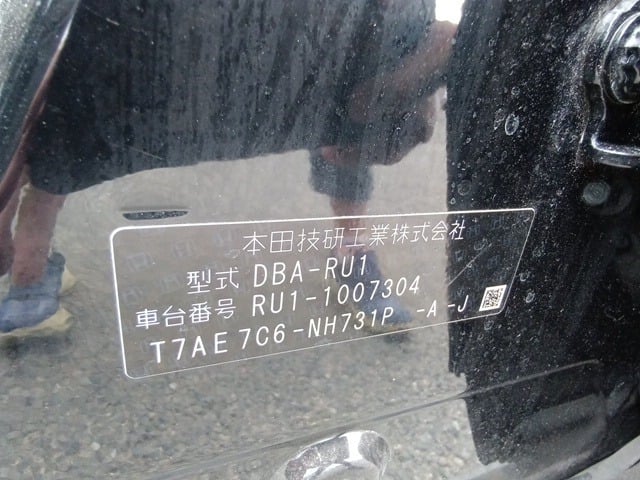 本田技研工業株式会社
型式 DBA-RU1
車台番号 RU1-1007304
T7AE7C6-NH731P -A-J